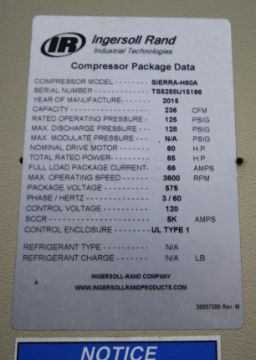 IR Ingersoll Rand
Industrial Technologies
Compressor Package Data
COMPRESSOR MODEL - - - - - - - - SIERRA-H60A
SERIAL NUMBER - - - - - - - - TS5256U15196
YEAR OF MANUFACTURE- - - - - - - 2015
CAPACITY - - - - - - - - 236 CFM
RATED OPERATING PRESSURE - - - - 125 PSIG
MAX. DISCHARGE PRESSURE - - - - 128 PSIG
MAX. MODULATE PRESSURE - - - - N/A PSIG
NOMINAL DRIVE MOTOR - - - - 60 H.P.
TOTAL RATED POWER - - - - 65 H.P.
FULL LOAD PACKAGE CURRENT- - - - 66 AMPS
MAX. OPERATING SPEED - - - - 3600 RPM
PACKAGE VOLTAGE - - - - 575
PHASE / HERTZ - - - - 3 / 60
CONTROL VOLTAGE - - - - 120
SCCR - - - - - - - - 5K AMPS
CONTROL ENCLOSURE - - - - UL TYPE 1
REFRIGERANT TYPE - - - - N/A
REFRIGERANT CHARGE - - - - N/A LB
INGERSOLL-RAND COMPANY
WWW.INGERSOLLRANDPRODUCTS.COM
Rev. M
NOTICE